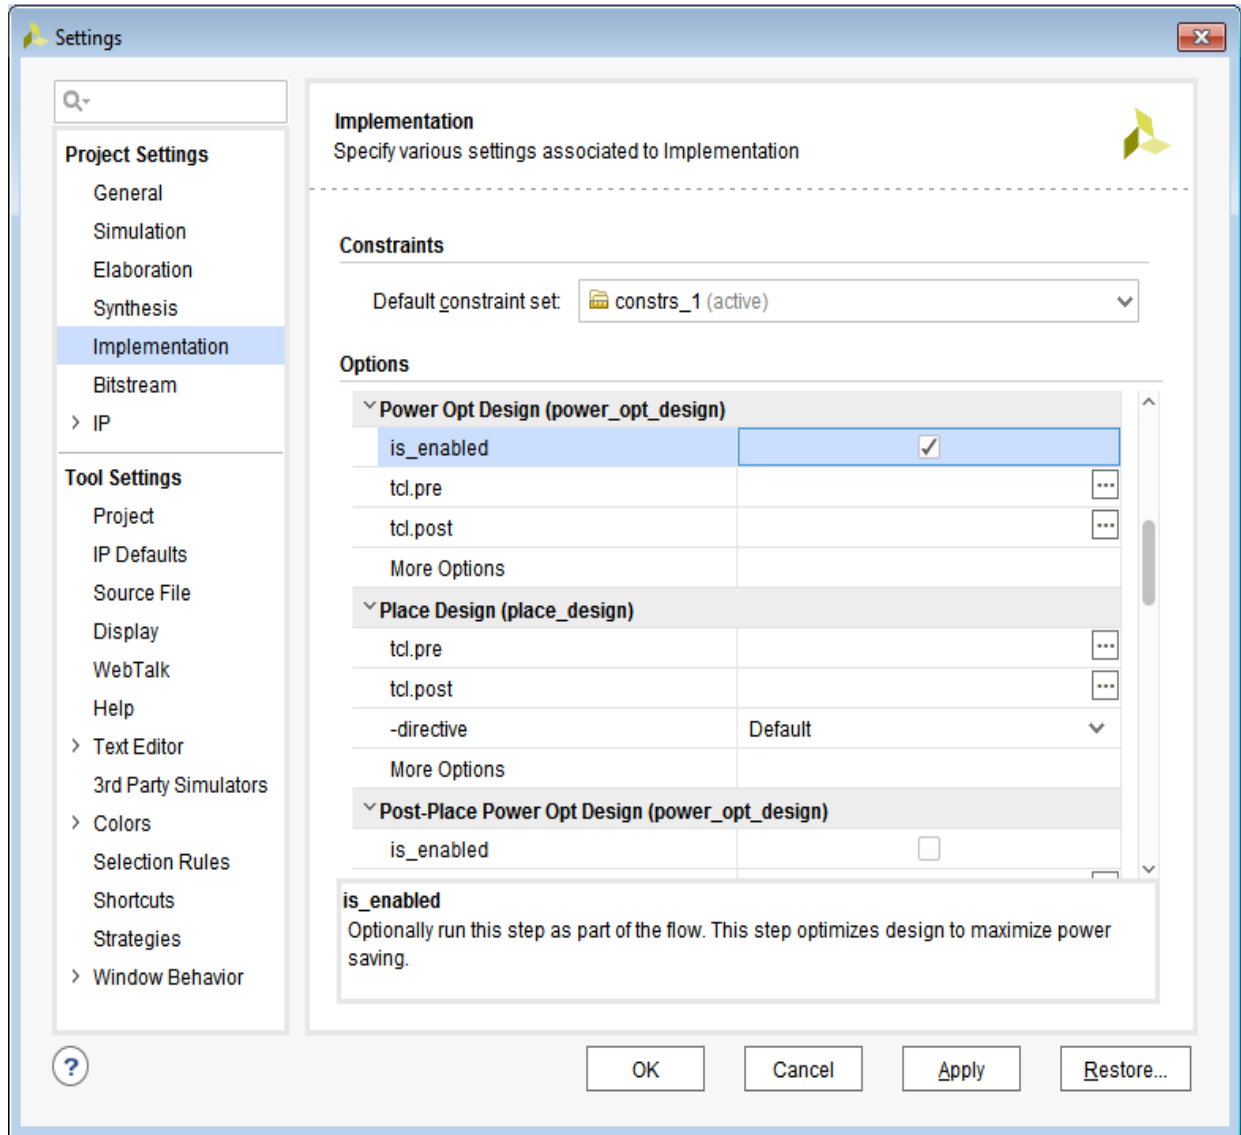 Settings
Project Settings
General
Simulation
Elaboration
Synthesis
Implementation
Bitstream
IP
Tool Settings
Project
IP Defaults
Source File
Display
WebTalk
Help
Text Editor
3rd Party Simulators
Colors
Selection Rules
Shortcuts
Strategies
Window Behavior
Implementation
Specify various settings associated to Implementation
Constraints
Default constraint set: constrs_1 (active)
Options
Power Opt Design (power_opt_design)
is_enabled
tcl.pre
tcl.post
More Options
Place Design (place_design)
tcl.pre
tcl.post
-directive Default
More Options
Post-Place Power Opt Design (power_opt_design)
is_enabled
is_enabled
Optionally run this step as part of the flow. This step optimizes design to maximize power
saving.
? OK Cancel Apply Restore...